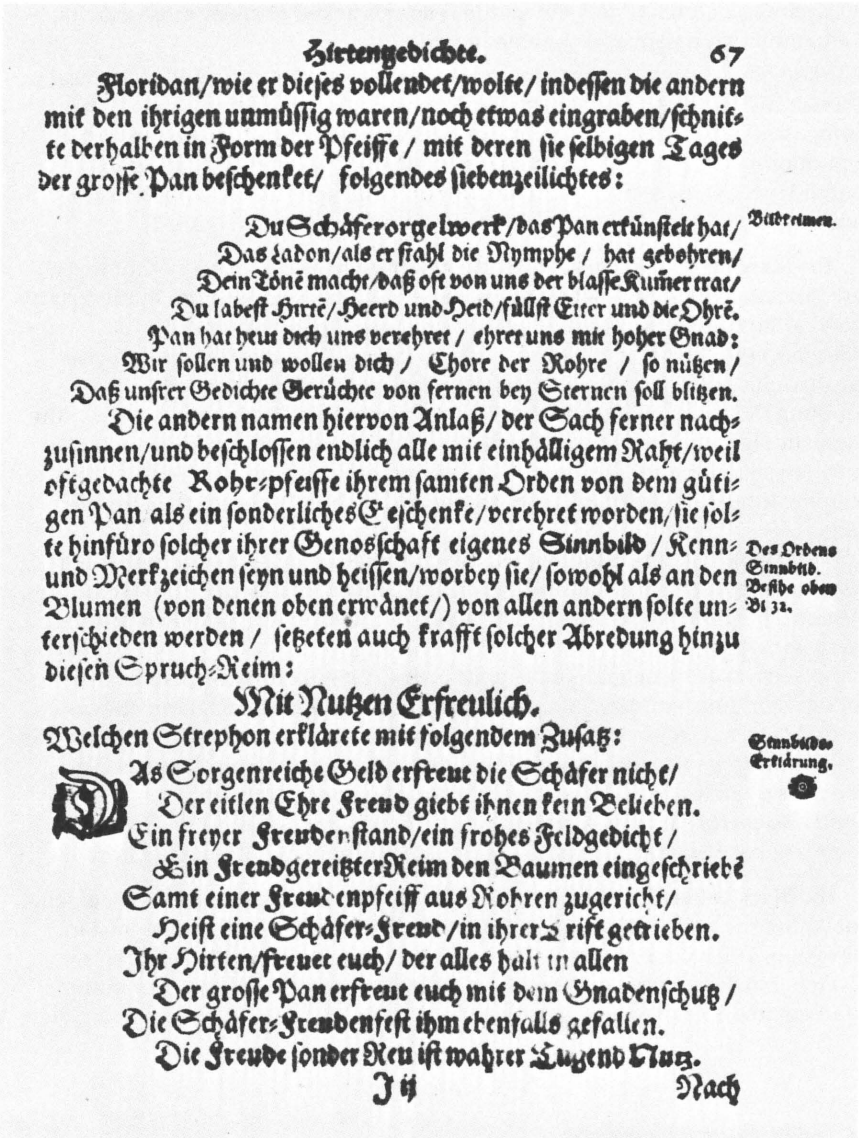 Hirtengedichte. 67
Floridan/wie er dieses vollendet/wolte/ indessen die andern
mit den ihrigen unmüssig waren/noch etwas eingraben/schnit⸗
te derhalben in Form der Pfeiffe / mit deren sie selbigen Tages
der grosse Pan beschenket/ folgendes siebenzeilichtes:
Du Schäferorgelwerk/das Pan erkünstelt hat/ Bildreimen.
Das Ladon/als er stahl die Nymphe / hat gebohren/
Dein Tönē macht/daß oft von uns der blasse Kum̃er trat/
Du labest Hirtē/Heerd und Heid/füllst Euter und die Ohrē.
Pan hat heut dich uns verehret / ehret uns mit hoher Gnad:
Wir sollen und wollen dich / Chore der Rohre / so nützen/
Daß unsrer Gedichte Gerüchte von fernen bey Sternen soll blitzen.
Die andern namen hiervon Anlaß/ der Sach ferner nach⸗
zusinnen/und beschlossen endlich alle mit einhälligem Raht/weil
oftgedachte Rohr⸗pfeiffe ihrem samten Orden von dem güti⸗
gen Pan als ein sonderliches Geschenke/verehret worden/sie sol⸗
te hinfüro solcher ihrer Genosschaft eigenes Sinnbild / Kenn⸗ Des Ordens
und Merkzeichen seyn und heissen/worbey sie/ sowohl als an den Sinnbild.
Besihe oben
Blumen (von denen oben erwänet/) von allen andern solte un⸗ Bl 32.
terschieden werden / setzeten auch krafft solcher Abredung hinzu
diesen Spruch⸗Reim:
Mit Nutzen Erfreulich.
Welchen Strephon erklärete mit folgendem Zusatz: Sinnbilds⸗
Erklärung.
DAs Sorgenreiche Geld erfreut die Schäfer nicht/
Der eitlen Ehre Freud giebt ihnen kein Belieben.
Ein freyer Freudenstand/ein frohes Feldgedicht /
Ein Freudgereitzter Reim den Baumen eingeschriebē
Samt einer Freudenpfeiff aus Rohren zugericht/
Heist eine Schäfer⸗Freud/in ihrer Trift getrieben.
Ihr Hirten/freuet euch/ der alles hält in allen
Der grosse Pan erfreut euch mit dem Gnadenschutz /
Die Schäfer⸗Freudenfest ihm ebenfalls gefallen.
Die Freude sonder Reu ist wahrer Tugend Nutz.
J ij Nach